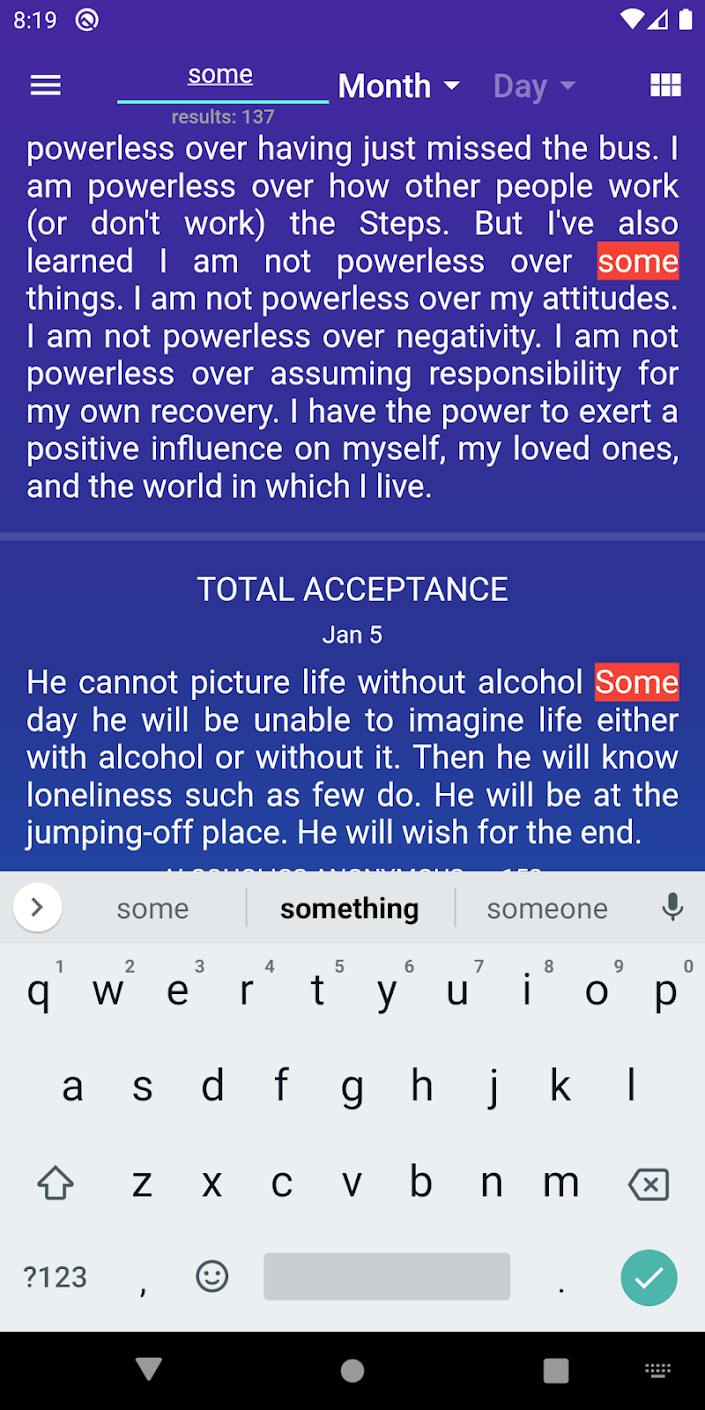 8:19
some
Month
Day
results: 137
powerless over having just missed the bus. I
am powerless over how other people work
(or don't work) the Steps. But I've also
learned I am not powerless over some
things. I am not powerless over my attitudes.
I am not powerless over negativity. I am not
powerless over assuming responsibility for
my own recovery. I have the power to exert a
positive influence on myself, my loved ones,
and the world in which I live.
TOTAL ACCEPTANCE
Jan 5
He cannot picture life without alcohol Some
day he will be unable to imagine life either
with alcohol or without it. Then he will know
loneliness such as few do. He will be at the
jumping-off place. He will wish for the end.
some something someone
1 2 3 4 5 6 7 8 9 0
q w e r t y u i o p
a s d f g h j k l
z x c v b n m
?123 , .